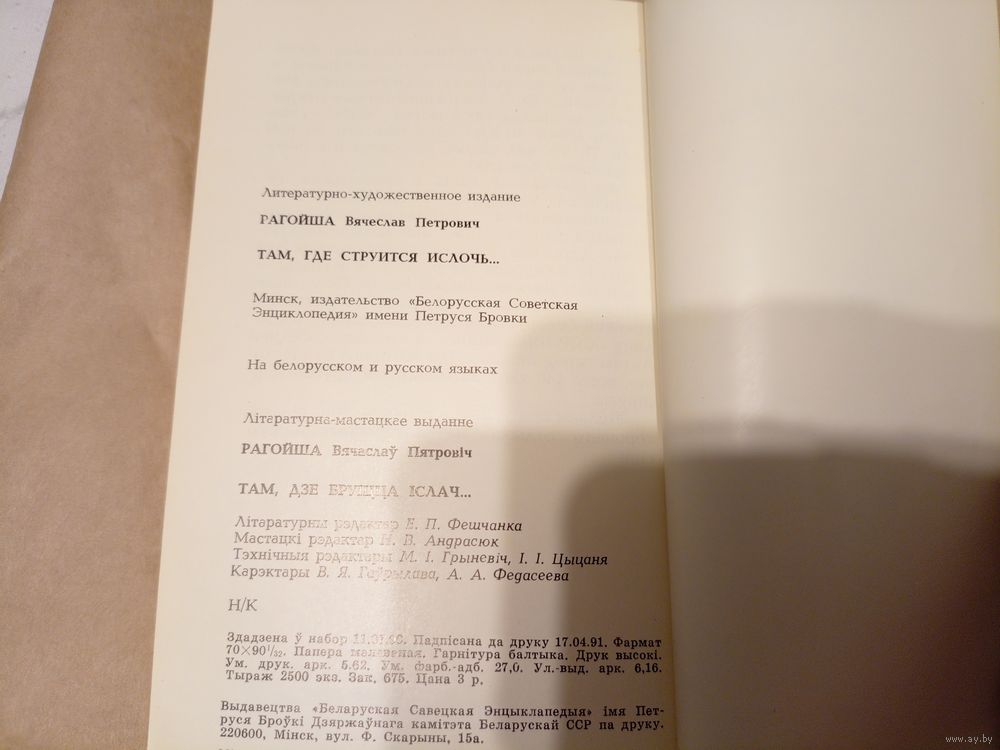 Литературно-художественное издание
РАГОЙША Вячеслав Петрович
ТАМ, ГДЕ СТРУИТСЯ ИСЛОЧЬ...
Минск, издательство «Белорусская Советская
Энциклопедия» имени Петруся Бровки
На белорусском и русском языках
Літаратурна-мастацкае выданне
РАГОЙША Вячаслаў Пятровіч
ТАМ, ДЗЕ БРУІЦЦА ІСЛАЧ...
Літаратурны рэдактар Е. П. Фешчанка
Мастацкі рэдактар Н. В. Андрасюк
Тэхнічныя рэдактары М. І. Грыневіч, І. І. Цыцаня
Карэктары В. Я. Гаўрылава, А. А. Федасеева
Н/К
Здадзена ў набор Падпісана да друку 17.04.91. Фармат
70×90¹/₃₂. Папера Гарнітура балтыка. Друк высокі.
Ум. друк. арк. 5.62. Ум. фарб.-адб. 27,0. Ул.-выд. арк. 6,16.
Тыраж 2500 экз. Зак. 675. Цана 3 р.
Выдавецтва «Беларуская Савецкая Энцыклапедыя» імя Пет-
руся Броўкі Дзяржаўнага камітэта Беларускай ССР па друку.
220600, Мінск, вул. Ф. Скарыны, 15а.
www.ay.by